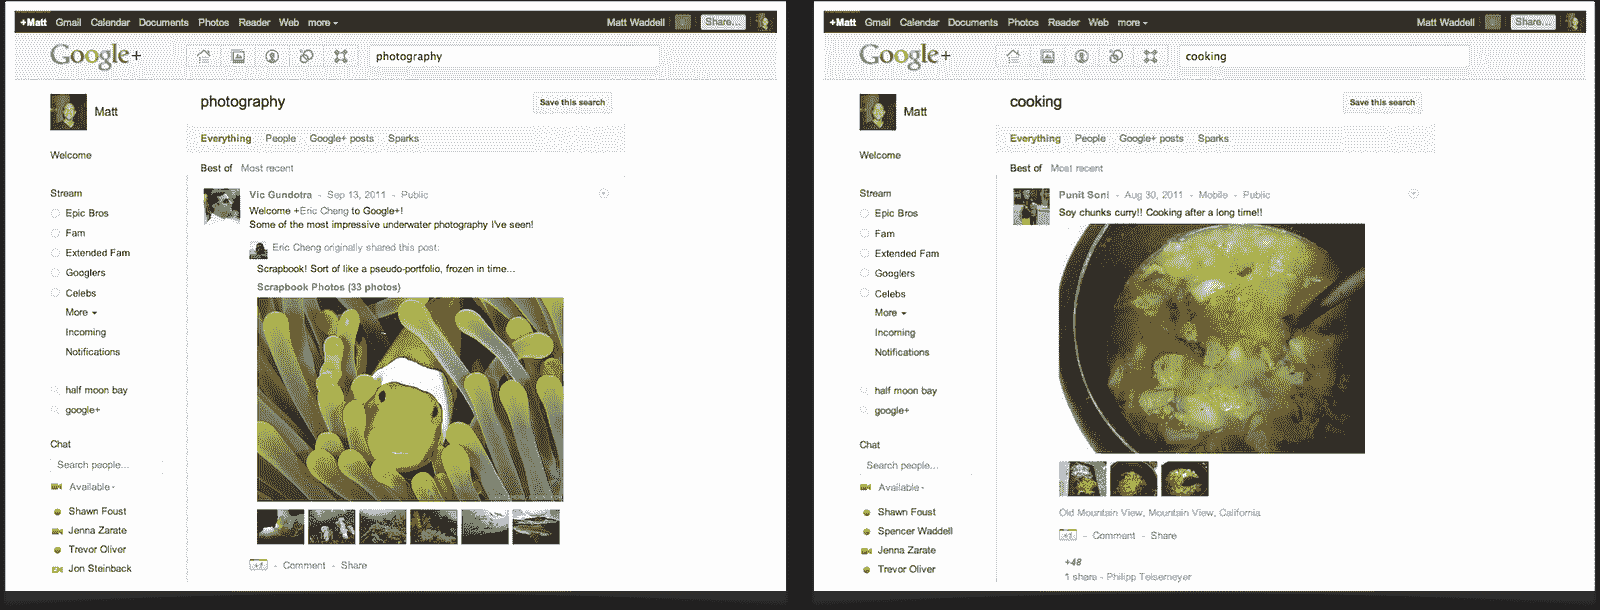 +Matt Gmail Calendar Documents Photos Reader Web more Matt Waddell Share...
Google+ photography
Matt
photography Save this search
Everything People Google+ posts Sparks
Best of Most recent
Welcome
Stream
Epic Bros
Fam
Extended Fam
Googlers
Celebs
More
Incoming
Notifications
half moon bay
google+
Chat
Search people...
Available
Shawn Foust
Jenna Zarate
Trevor Oliver
Jon Steinback
Vic Gundotra - Sep 13, 2011 - Public
Welcome +Eric Cheng to Google+!
Some of the most impressive underwater photography I've seen!
Eric Cheng originally shared this post:
Scrapbook! Sort of like a pseudo-portfolio, frozen in time...
Scrapbook Photos (33 photos)
- Comment - Share
+Matt Gmail Calendar Documents Photos Reader Web more Matt Waddell Share...
Google+ cooking
Matt
cooking Save this search
Everything People Google+ posts Sparks
Best of Most recent
Welcome
Stream
Epic Bros
Fam
Extended Fam
Googlers
Celebs
More
Incoming
Notifications
half moon bay
google+
Chat
Search people...
Available
Shawn Foust
Spencer Waddell
Jenna Zarate
Trevor Oliver
Punit Soni - Aug 30, 2011 - Mobile - Public
Soy chunks curry!! Cooking after a long time!!
Old Mountain View, Mountain View, California
- Comment - Share
+48
1 share - Philipp Teisemeyer